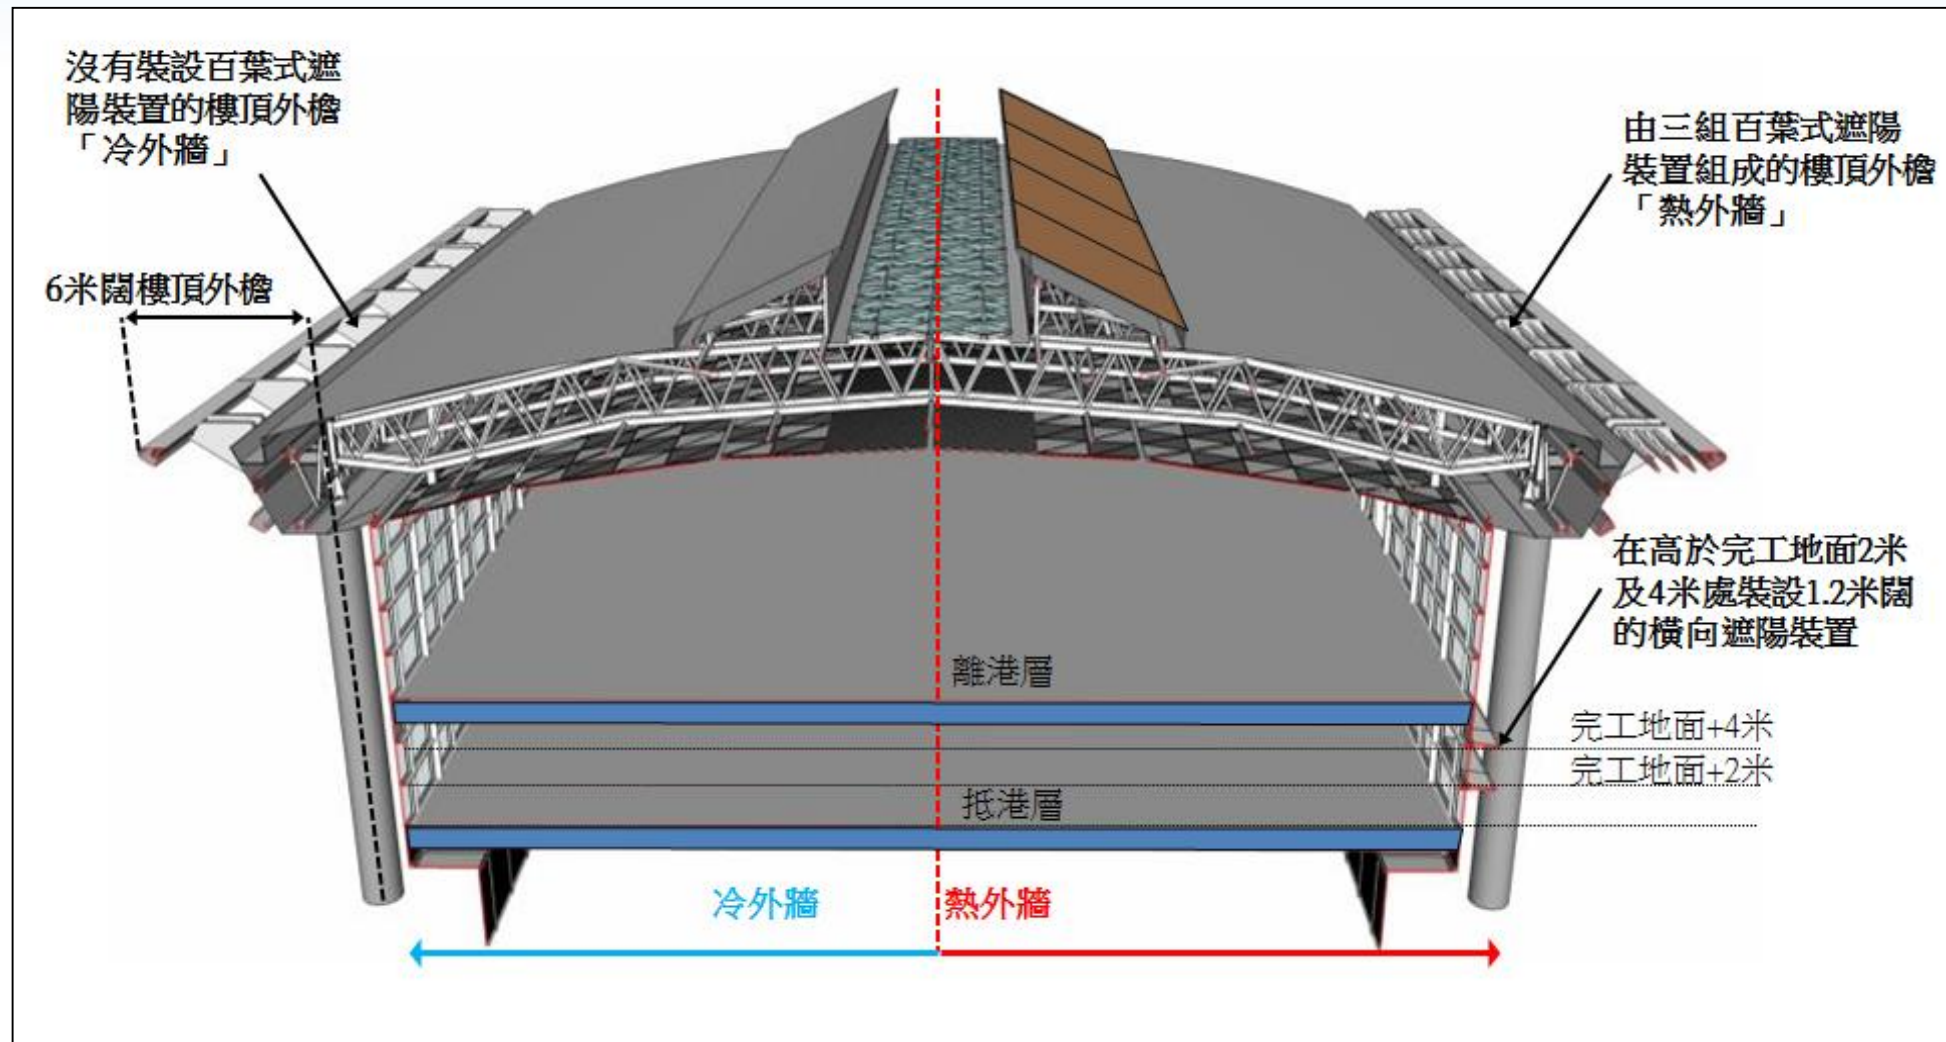 沒有裝設百葉式遮
陽裝置的樓頂外檐
「冷外牆」
6米闊樓頂外檐
由三組百葉式遮陽
裝置組成的樓頂外檐
「熱外牆」
在高於完工地面2米
及4米處裝設1.2米闊
的橫向遮陽裝置
離港層
完工地面+4米
完工地面+2米
抵港層
冷外牆
熱外牆